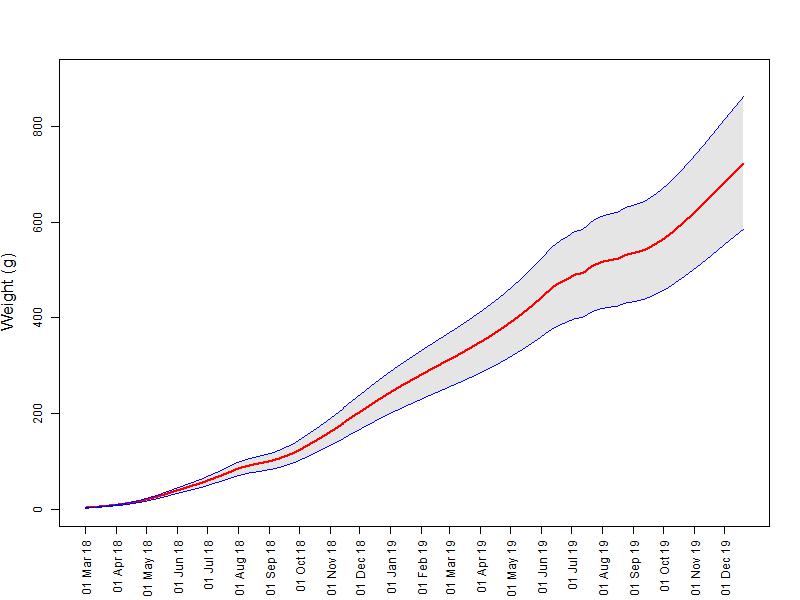 Weight (g)
800
600
400
200
0
01 Mar 18
01 Apr 18
01 May 18
01 Jun 18
01 Jul 18
01 Aug 18
01 Sep 18
01 Oct 18
01 Nov 18
01 Dec 18
01 Jan 19
01 Feb 19
01 Mar 19
01 Apr 19
01 May 19
01 Jun 19
01 Jul 19
01 Aug 19
01 Sep 19
01 Oct 19
01 Nov 19
01 Dec 19